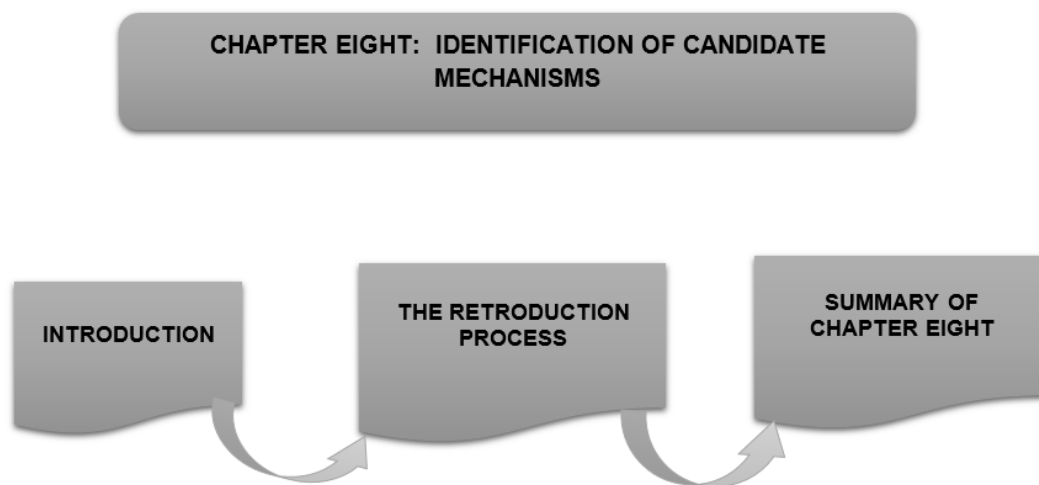 CHAPTER EIGHT: IDENTIFICATION OF CANDIDATE
MECHANISMS
INTRODUCTION
THE RETRODUCTION
PROCESS
SUMMARY OF
CHAPTER EIGHT